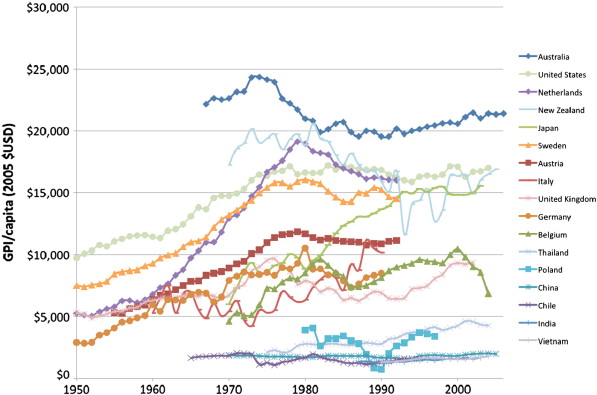 $30,000
$25,000
$20,000
$15,000
$10,000
$5,000
$0
GPI/capita (2005 $USD)
1950
1960
1970
1980
1990
2000
Australia
United States
Netherlands
New Zealand
Japan
Sweden
Austria
Italy
United Kingdom
Germany
Belgium
Thailand
Poland
China
Chile
India
Vietnam